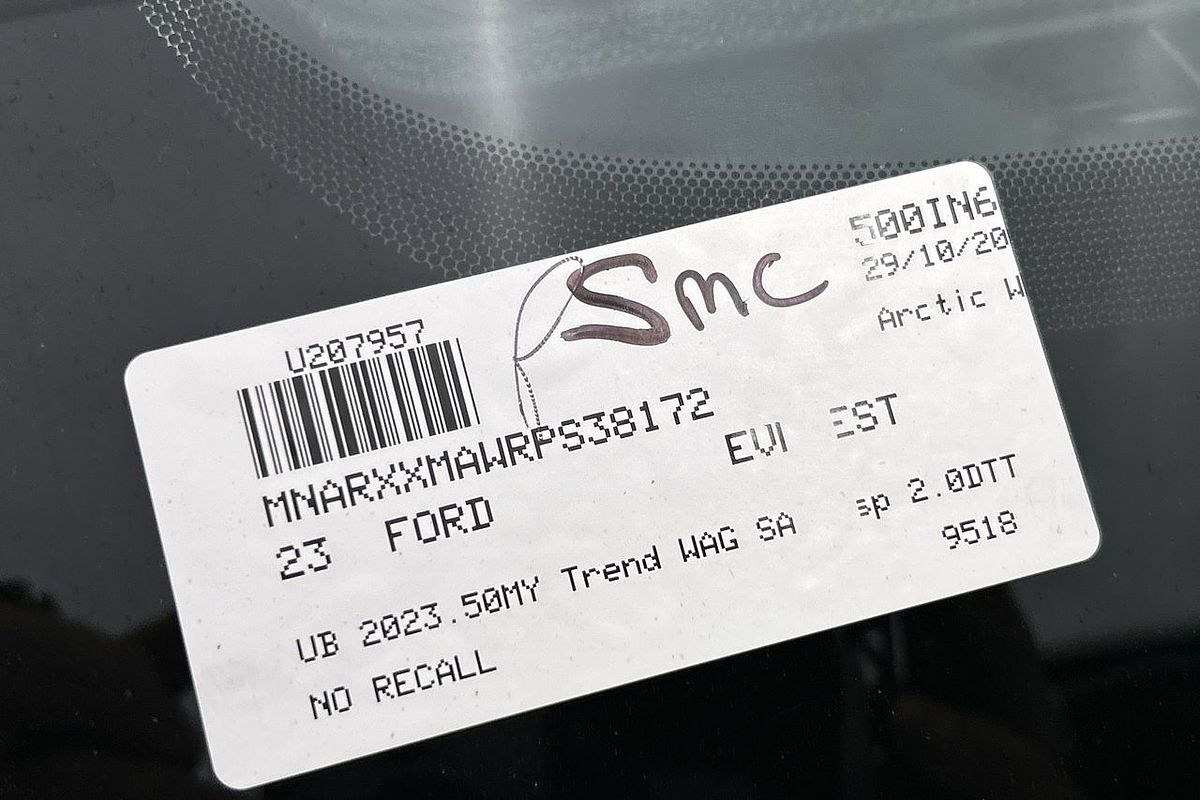 500IN6
29/10/20
SMC
Arctic W
U207957
MNARXXMAWRPS38172
23 FORD
EST
UB 2023.50MY Trend WAG SA sp 2.0DTT
9518
NO RECALL